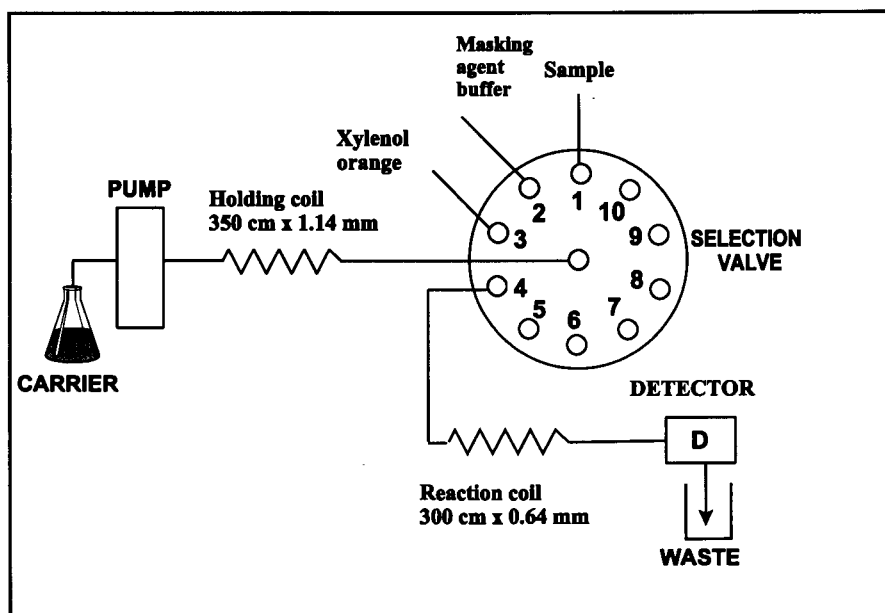 Masking
agent
buffer
Sample
Xylenol
orange
PUMP
Holding coil
350 cm x 1.14 mm
1
2
10
3
9
SELECTION
VALVE
4
8
5
6
7
CARRIER
DETECTOR
D
Reaction coil
300 cm x 0.64 mm
WASTE